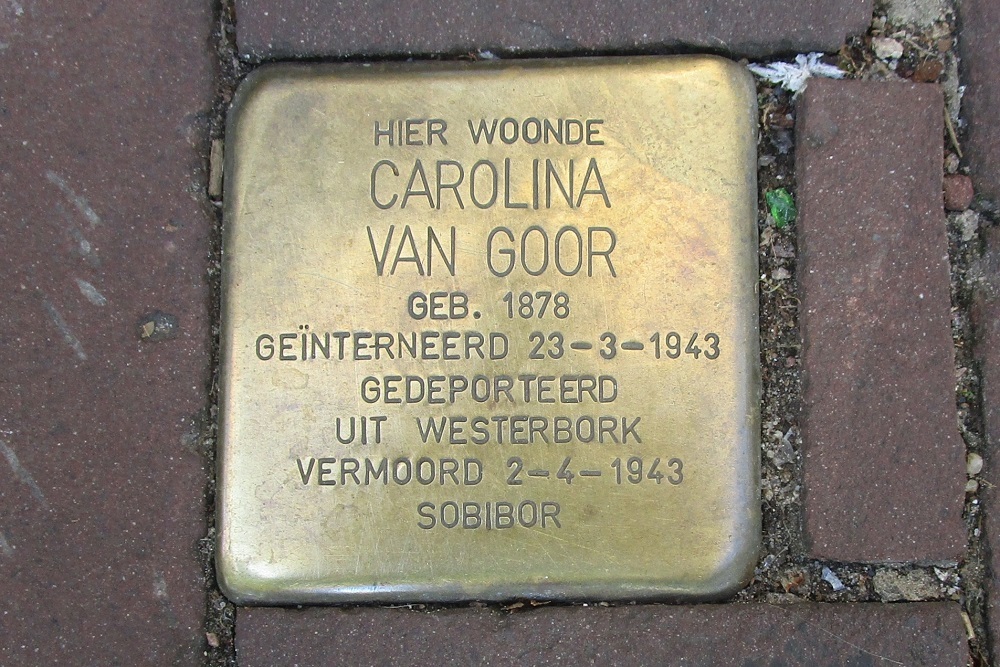 HIER WOONDE
CAROLINA
VAN GOOR
GEB. 1878
GEÏNTERNEERD 23-3-1943
GEDEPORTEERD
UIT WESTERBORK
VERMOORD 2-4-1943
SOBIBOR